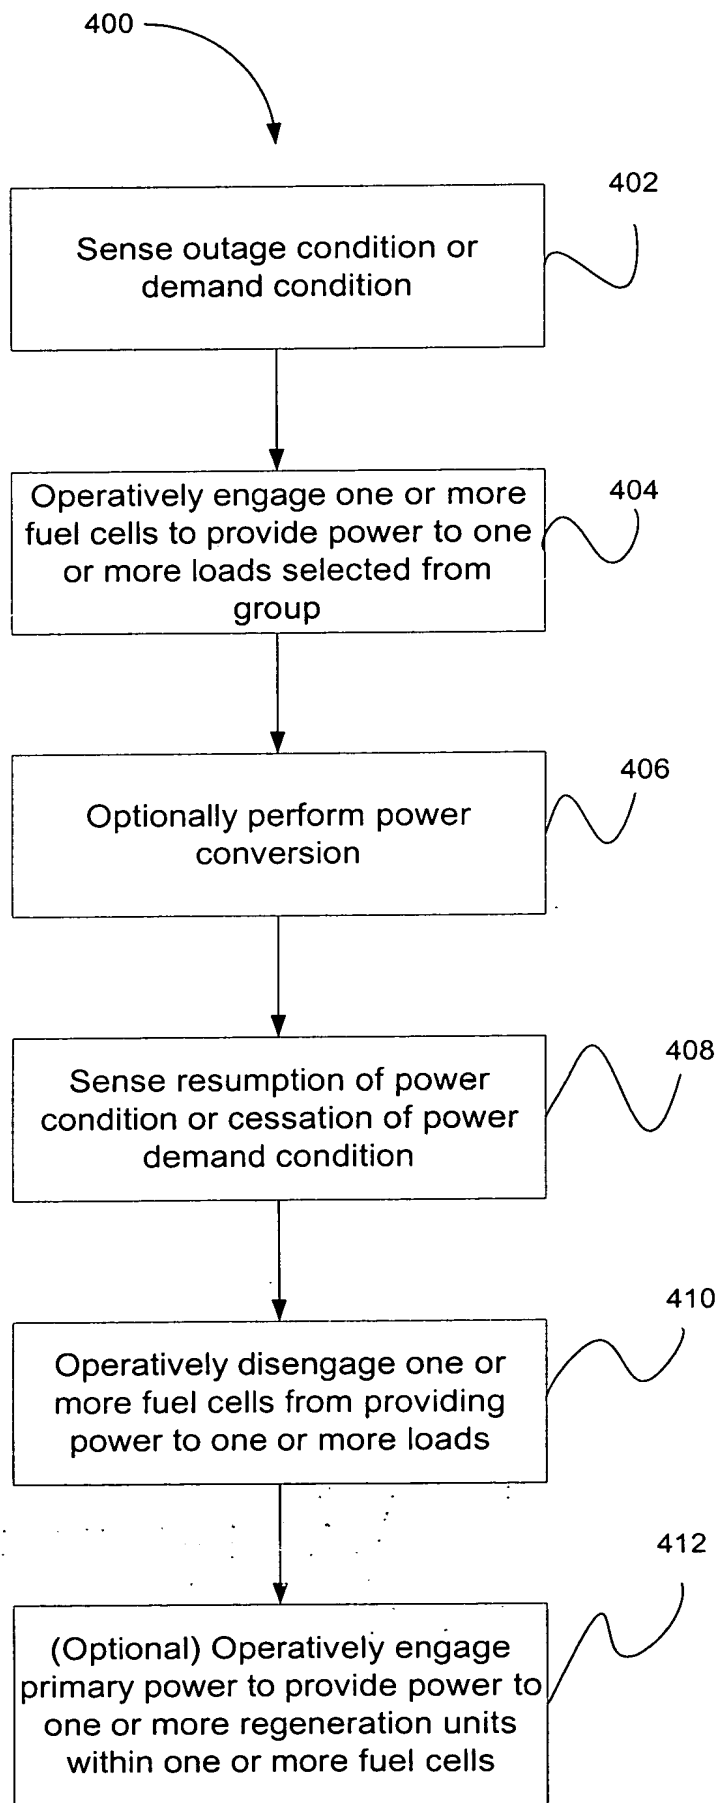 400
402
Sense outage condition or
demand condition
404
Operatively engage one or more
fuel cells to provide power to one
or more loads selected from
group
406
Optionally perform power
conversion
408
Sense resumption of power
condition or cessation of power
demand condition
410
Operatively disengage one or
more fuel cells from providing
power to one or more loads
412
(Optional) Operatively engage
primary power to provide power to
one or more regeneration units
within one or more fuel cells